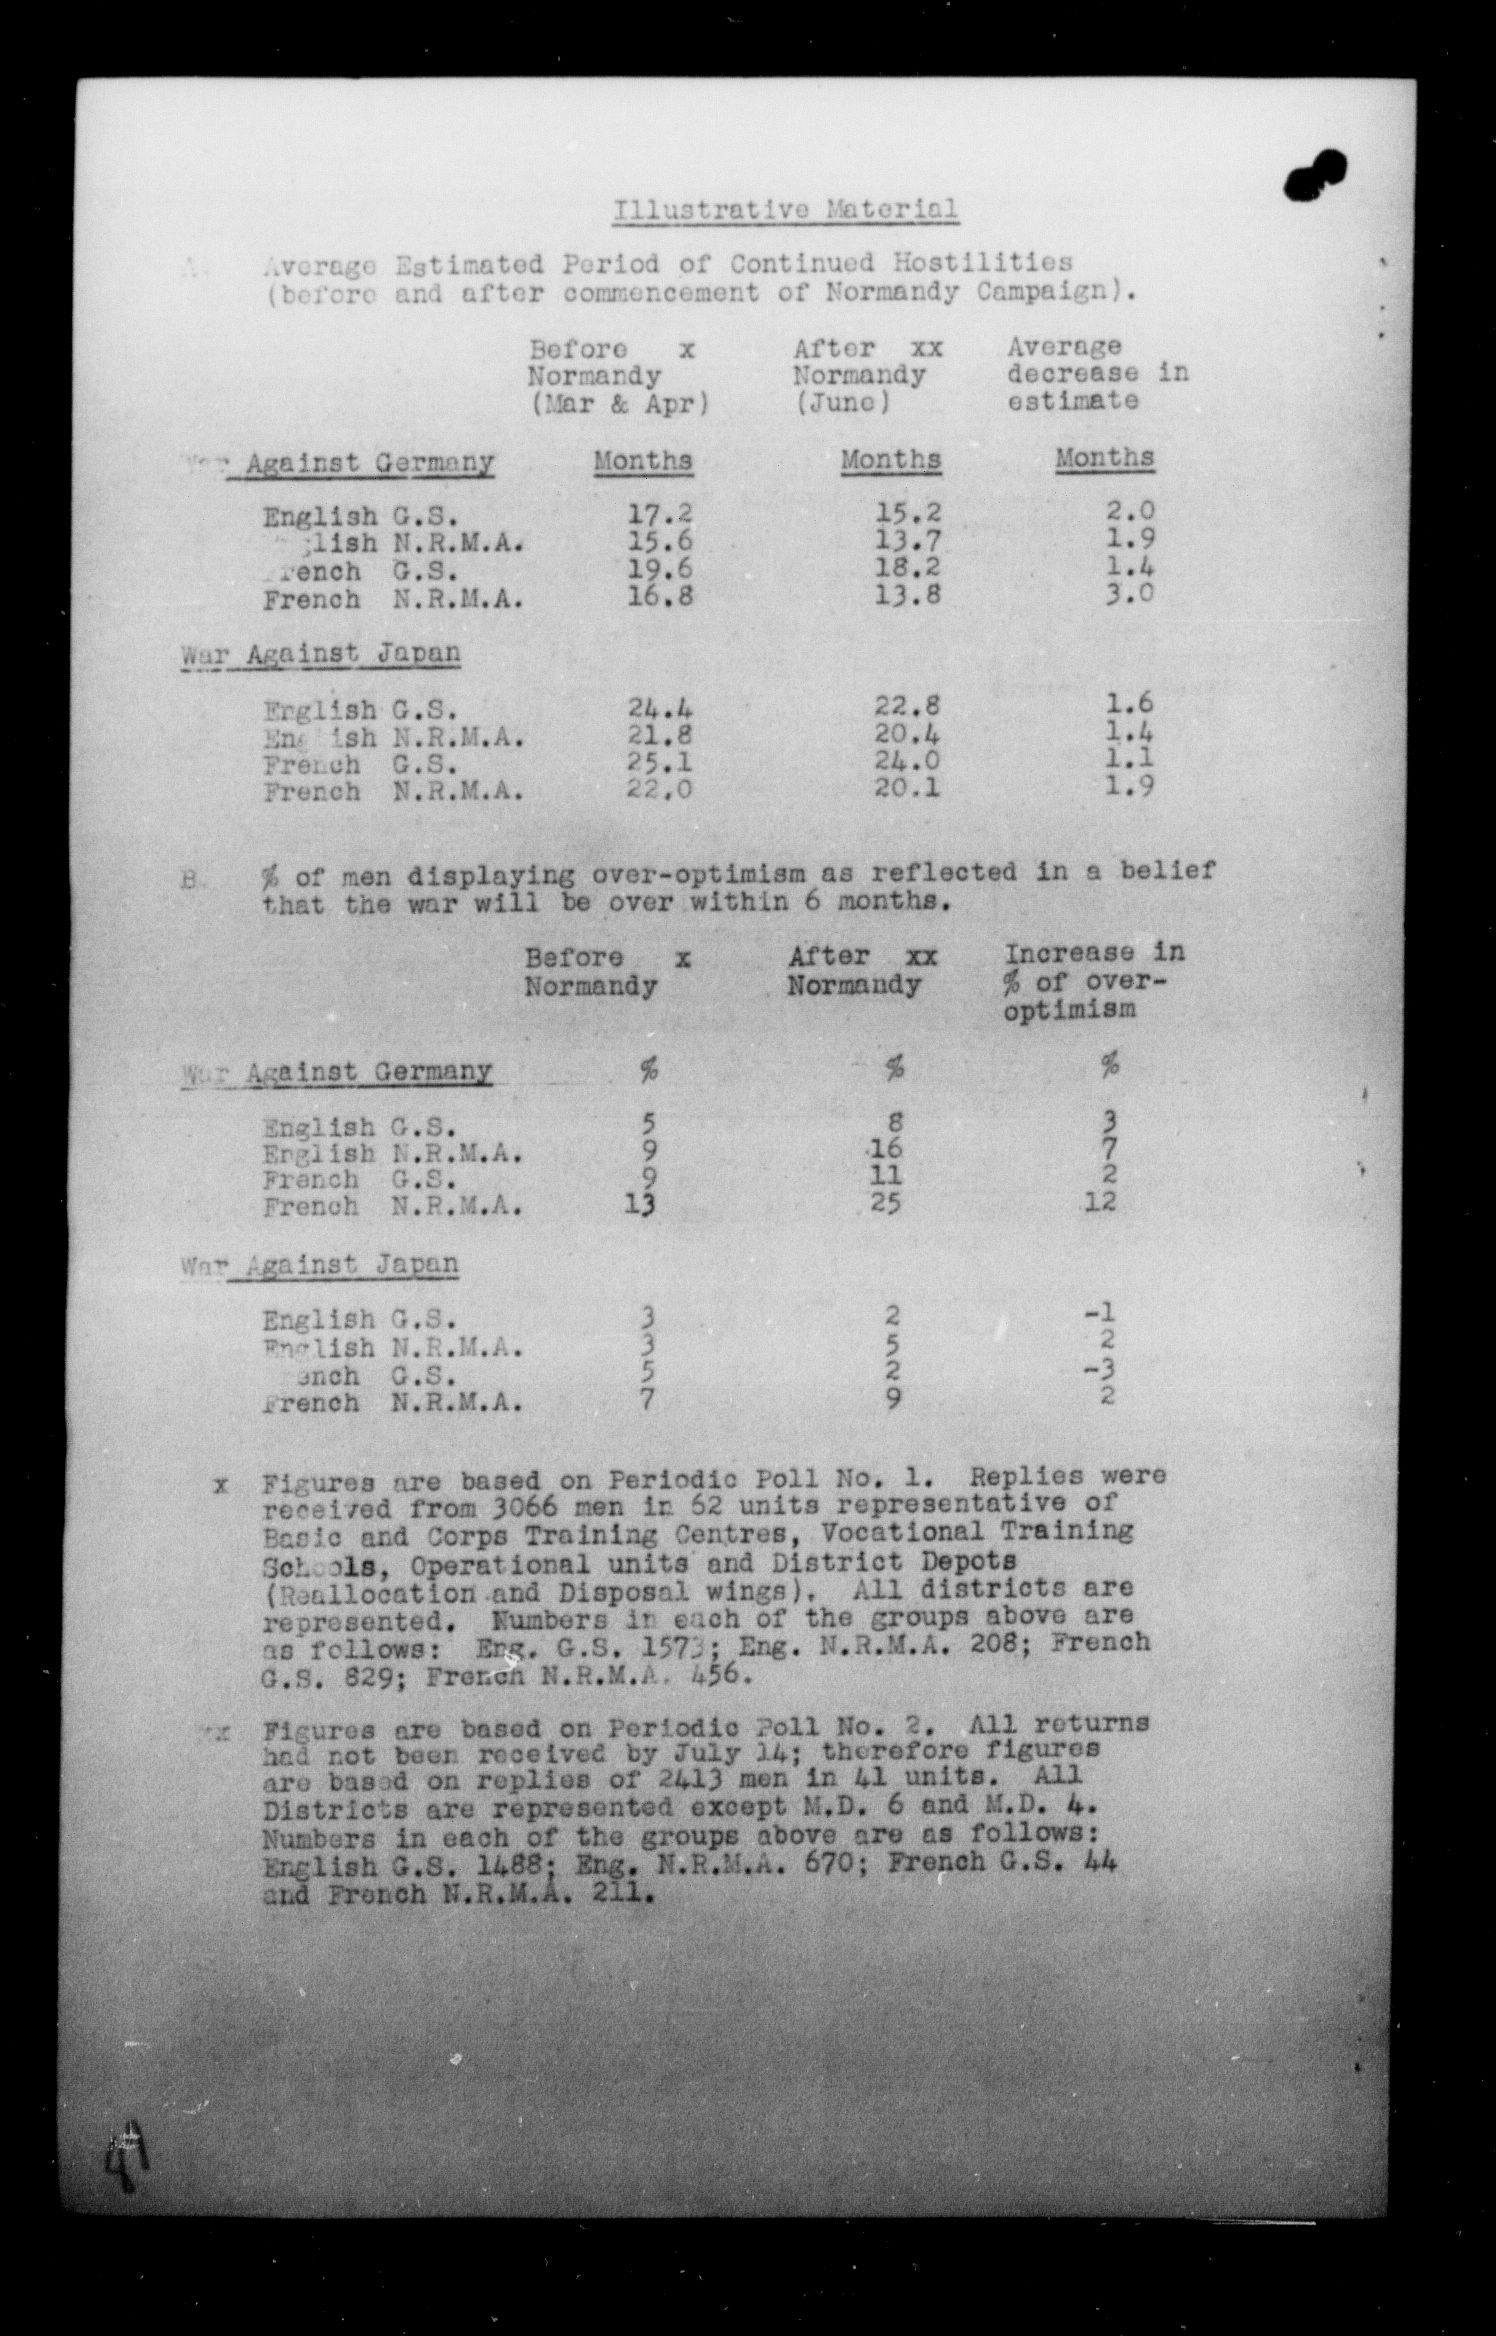 Illustrative Material
A. Average Estimated Period of Continued Hostilities
(before and after commencement of Normandy Campaign).
Before x After xx Average
Normandy Normandy decrease in
(Mar & Apr) (June) estimate
War Against Germany Months Months Months
English G.S. 17.2 15.2 2.0
glish N.R.M.A. 15.6 13.7 1.9
rench G.S. 19.6 18.2 1.4
French N.R.M.A. 16.8 13.8 3.0
War Against Japan
English G.S. 24.4 22.8 1.6
English N.R.M.A. 21.8 20.4 1.4
French G.S. 25.1 24.0 1.1
French N.R.M.A. 22.0 20.1 1.9
B. % of men displaying over-optimism as reflected in a belief
that the war will be over within 6 months.
Before x After xx Increase in
Normandy Normandy % of over-
optimism
War Against Germany % % %
English G.S. 5 8 3
English N.R.M.A. 9 16 7
French G.S. 9 11 2
French N.R.M.A. 13 25 12
War Against Japan
English G.S. 3 2 -1
English N.R.M.A. 3 5 2
ench G.S. 5 2 -3
French N.R.M.A. 7 9 2
x Figures are based on Periodic Poll No. 1. Replies were
received from 3066 men in 62 units representative of
Basic and Corps Training Centres, Vocational Training
Schools, Operational units and District Depots
(Reallocation and Disposal wings). All districts are
represented. Numbers in each of the groups above are
as follows: Eng. G.S. 1573; Eng. N.R.M.A. 208; French
G.S. 829; French N.R.M.A. 456.
xx Figures are based on Periodic Poll No. 2. All returns
had not been received by July 14; therefore figures
are based on replies of 2413 men in 41 units. All
Districts are represented except M.D. 6 and M.D. 4.
Numbers in each of the groups above are as follows:
English G.S. 1488; Eng. N.R.M.A. 670; French G.S. 44
and French N.R.M.A. 211.